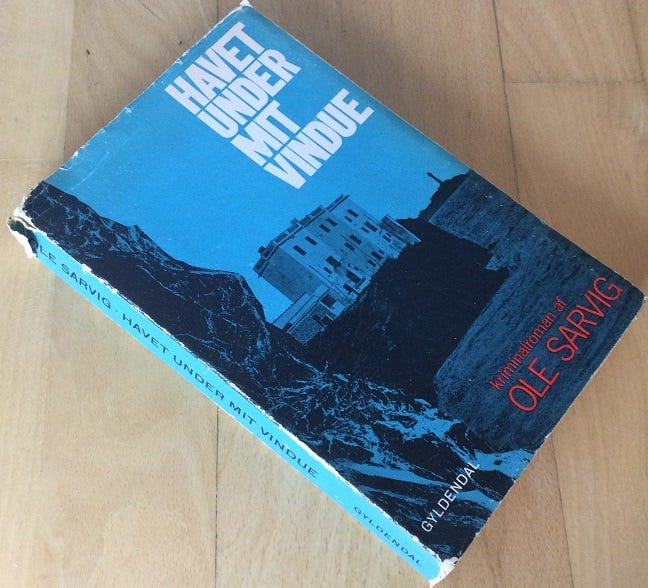 HAVET
UNDER
MIT
VINDUE
kriminalroman af
OLE SARVIG
GYLDENDAL
OLE SARVIG · HAVET UNDER MIT VINDUE
GYLDENDAL